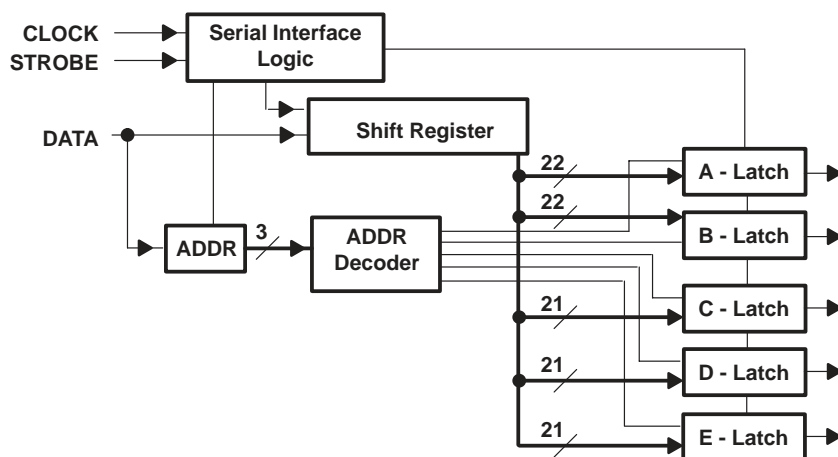 CLOCK
STROBE
Serial Interface
Logic
DATA
Shift Register
22
A - Latch
22
B - Latch
ADDR
3
ADDR
Decoder
21
C - Latch
21
D - Latch
21
E - Latch